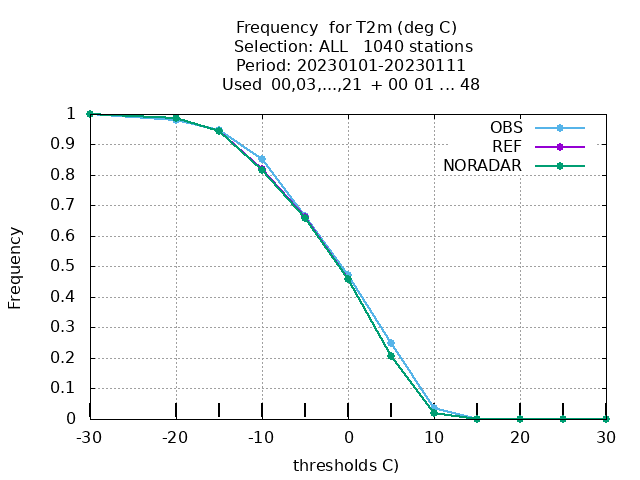 Frequency  for T2m (deg C)
Selection: ALL   1040 stations
Period: 20230101-20230111
Used  00,03,...,21  + 00 01 ... 48
OBS
REF
NORADAR
1
0.9
0.8
0.7
0.6
0.5
0.4
0.3
0.2
0.1
0
Frequency
-30
-20
-10
0
10
20
30
thresholds C)